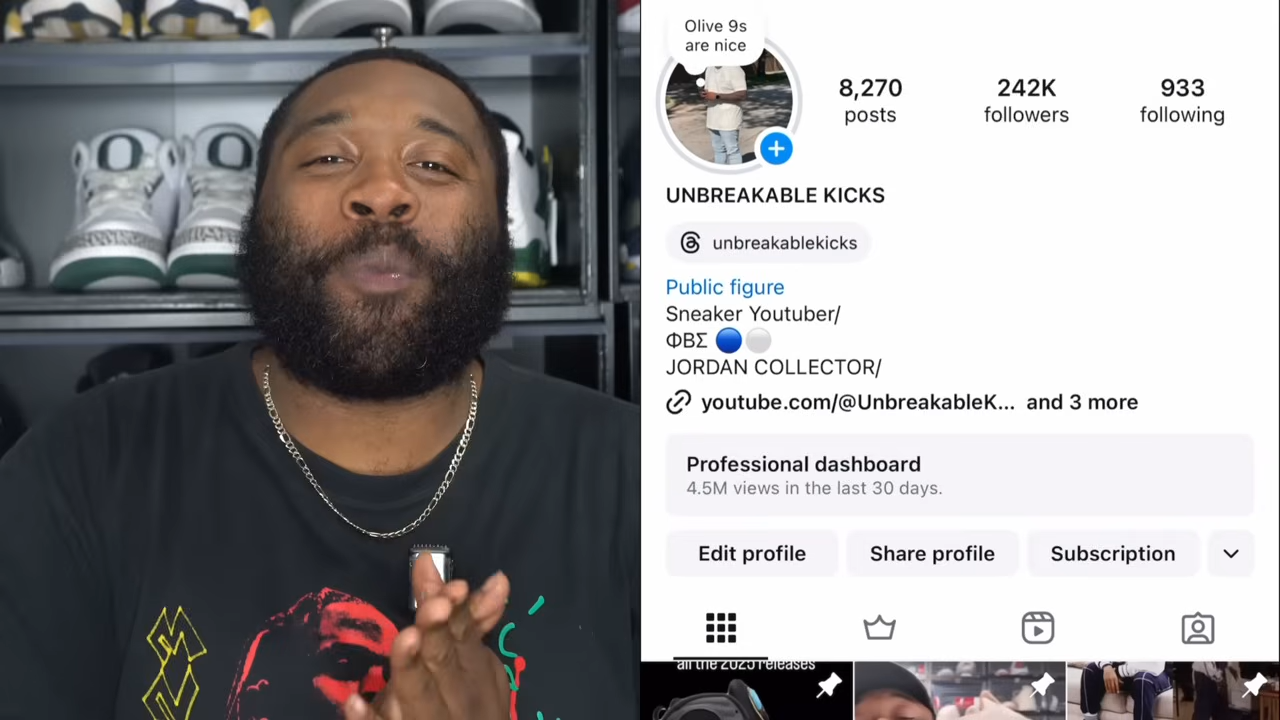 Olive 9s
are nice
8,270
posts
242K
followers
933
following
UNBREAKABLE KICKS
unbreakablekicks
Public figure
Sneaker Youtuber/
ΦΒΣ 🔵⚪
JORDAN COLLECTOR/
youtube.com/@UnbreakableK... and 3 more
Professional dashboard
4.5M views in the last 30 days.
Edit profile
Share profile
Subscription
all the 2025 releases